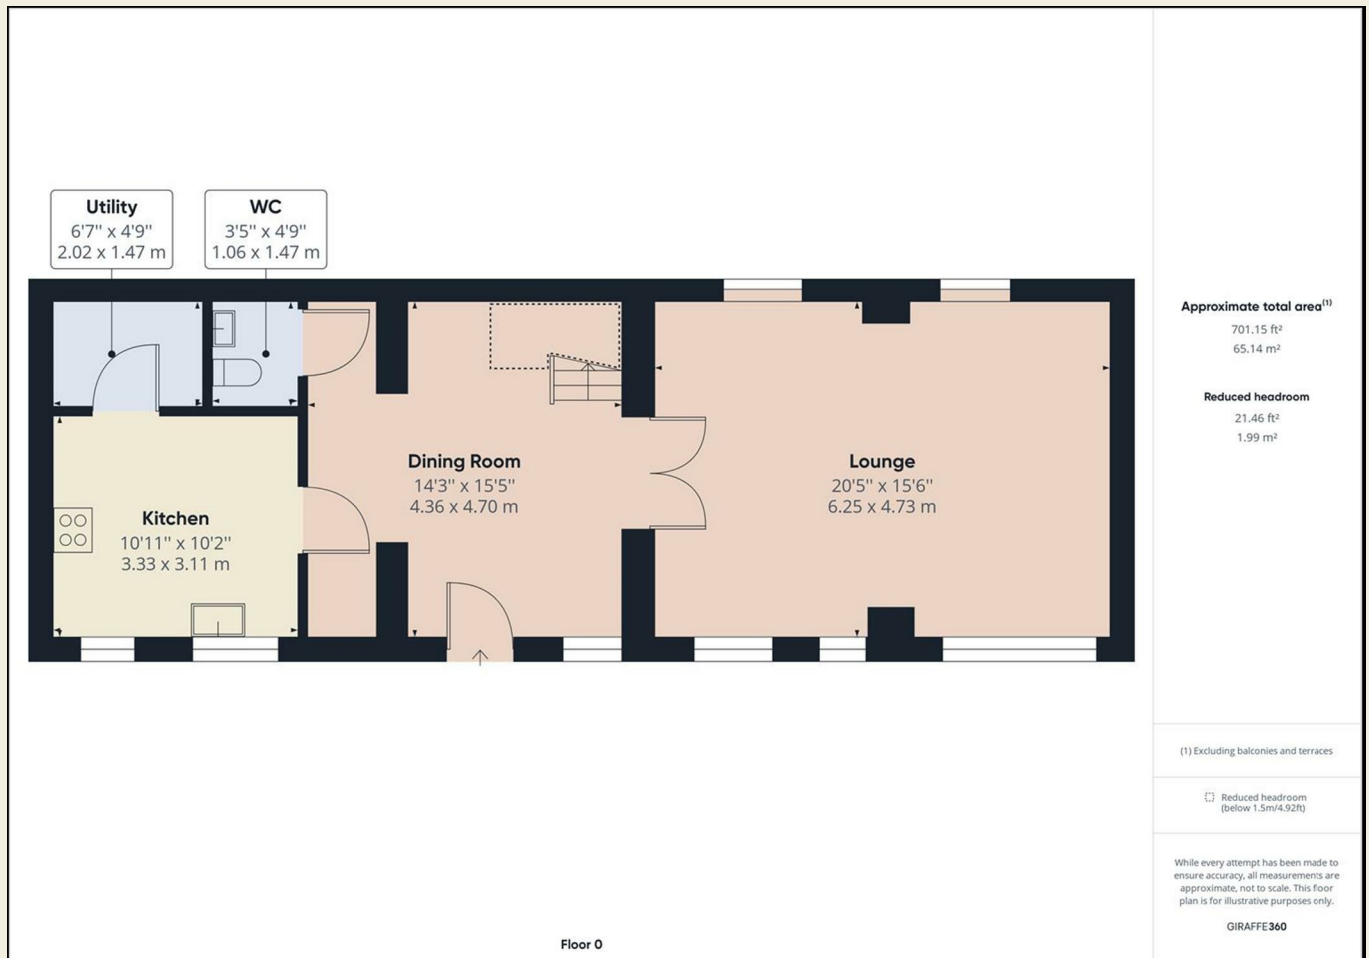 Utility
6'7'' x 4'9''
2.02 x 1.47 m
WC
3'5'' x 4'9''
1.06 x 1.47 m
Dining Room
14'3'' x 15'5''
4.36 x 4.70 m
Lounge
20'5'' x 15'6''
6.25 x 4.73 m
Kitchen
10'11'' x 10'2''
3.33 x 3.11 m
Floor 0
Approximate total area(1)
701.15 ft²
65.14 m²
Reduced headroom
21.46 ft²
1.99 m²
(1) Excluding balconies and terraces
Reduced headroom
(below 1.5m/4.92ft)
While every attempt has been made to
ensure accuracy, all measurements are
approximate, not to scale. This floor
plan is for illustrative purposes only.
GIRAFFE360